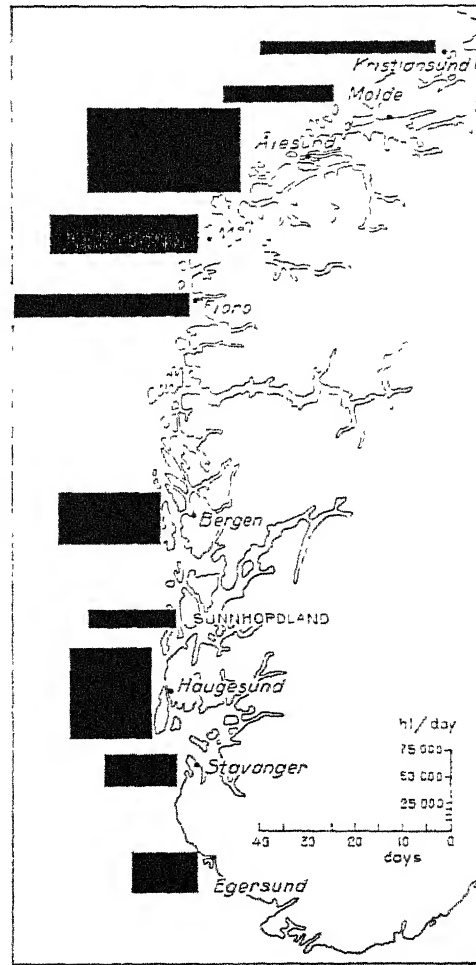 Kristiansund
Molde
Ålesund
Må
Florø
Bergen
SUNNHORDLAND
Haugesund
hl/day
75 000
50 000
Stavanger
25 000
40 30 20 10 0
days
Egersund